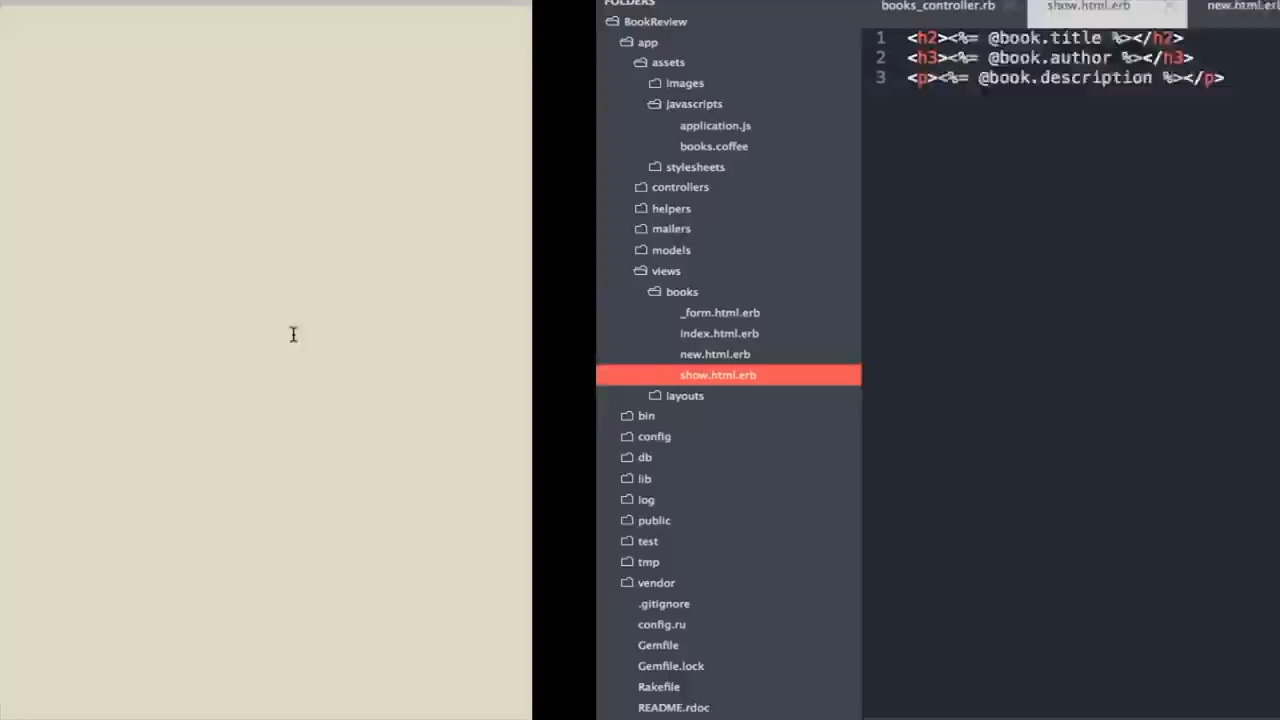 FOLDERS
BookReview
app
assets
images
javascripts
application.js
books.coffee
stylesheets
controllers
helpers
mailers
models
views
books
_form.html.erb
index.html.erb
new.html.erb
show.html.erb
layouts
bin
config
db
lib
log
public
test
tmp
vendor
.gitignore
config.ru
Gemfile
Gemfile.lock
Rakefile
README.rdoc
books_controller.rb show.html.erb new.html.erb
1 <h2><%= @book.title %></h2>
2 <h3><%= @book.author %></h3>
3 <p><%= @book.description %></p>